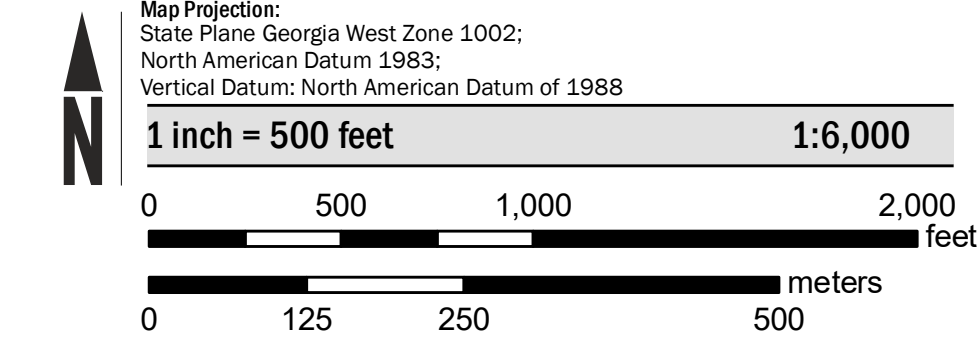 Map Projection:
State Plane Georgia West Zone 1002;
North American Datum 1983;
Vertical Datum: North American Datum of 1988
N
1 inch = 500 feet 1:6,000
0 500 1,000 2,000
feet
meters
0 125 250 500